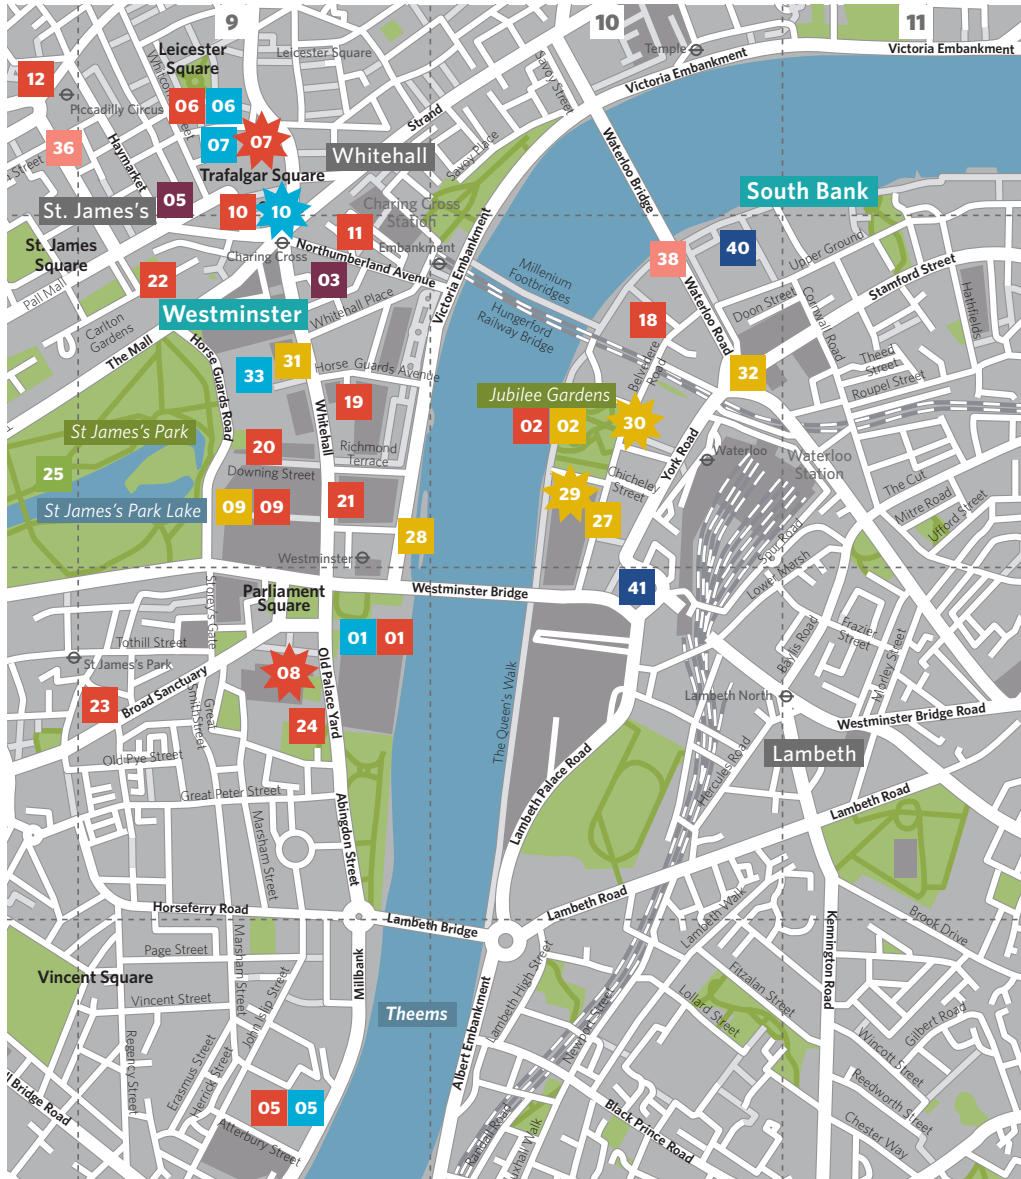 9
10
11
Leicester
Square
Leicester Square
Temple
Victoria Embankment
Victoria Embankment
12
Piccadilly Circus
06
06
Savoy Street
Strand
Haymarket
36
07
07
Savoy Place
Waterloo Bridge
Whitehall
Trafalgar Square
05
St. James's
10
10
11
Charing Cross
Station
South Bank
St. James
Square
Charing Cross
Northumberland Avenue
Embankment
Victoria Embankment
38
40
Upper Ground
Stamford Street
Pall Mall
22
03
Millenium
Footbridges
Hungerford
Railway Bridge
Waterloo Road
Doon Street
Cornwall Road
Hatfields
Carlton
Gardens
The Mall
Westminster
Whitehall Place
18
Horse Guards Road
33
31
Horse Guards Avenue
Belvedere
Road
32
Theed
Street
Roupel Street
Whitehall
19
Jubilee Gardens
02
02
30
St James's Park
20
Richmond
Terrace
Downing Street
York Road
Waterloo
Waterloo
Station
25
St James's Park Lake
09
09
21
29
27
Chicheley
Street
The Cut
Mitre Road
Ufford Street
28
Westminster
Spur Road
Lower Marsh
Westminster Bridge
41
Storey's Gate
Parliament
Square
Tothill Street
01
01
Baylis Road
Frazier
Street
Morley Street
St James's Park
Broad Sanctuary
08
Old Palace Yard
The Queen's Walk
Lambeth North
23
Great
Smith Street
24
Westminster Bridge Road
Old Pye Street
Lambeth Palace Road
Hercules Road
Lambeth
Great Peter Street
Marsham Street
Abingdon Street
Lambeth Road
Horseferry Road
Lambeth Bridge
Lambeth Road
Lambeth Walk
Brook Drive
Page Street
Marsham Street
Vincent Square
Vincent Street
John Islip Street
Millbank
Theems
Albert Embankment
Lambeth High Street
Newport Street
Fitzalan Street
Lollard Street
Kennington Road
Gilbert Road
Wincott Street
Regency Street
Erasmus Street
Herrick Street
Reedworth Street
Bridge Road
05
05
Atterbury Street
Randall Road
Black Prince Road
Chester Way